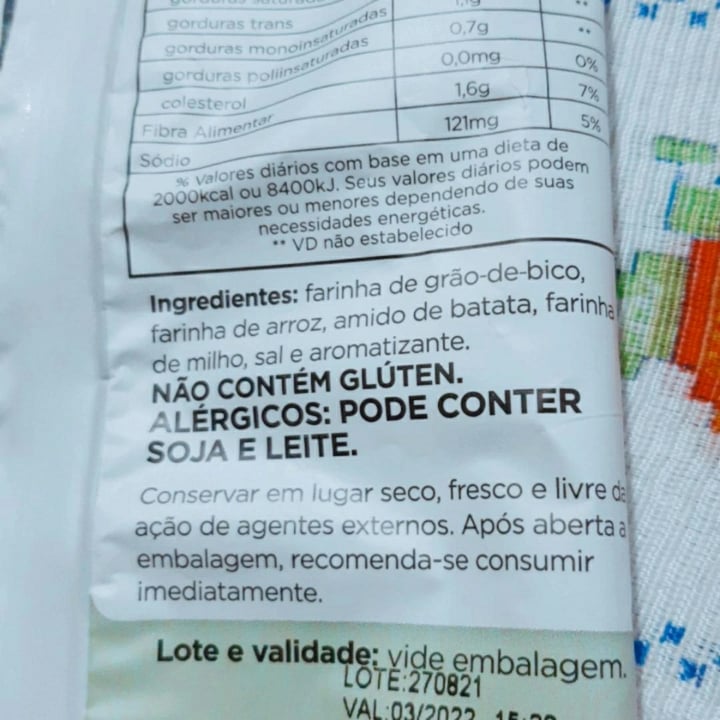 gorduras trans
gorduras monoinsaturadas 0,7g **
gorduras poliinsaturadas 0,0mg 0%
colesterol 1,6g 7%
Fibra Alimentar 121mg 5%
Sódio
% Valores diários com base em uma dieta de
2000kcal ou 8400kJ. Seus valores diários podem
ser maiores ou menores dependendo de suas
necessidades energéticas.
** VD não estabelecido
Ingredientes: farinha de grão-de-bico,
farinha de arroz, amido de batata, farinha
de milho, sal e aromatizante.
NÃO CONTÉM GLÚTEN.
ALÉRGICOS: PODE CONTER
SOJA E LEITE.
Conservar em lugar seco, fresco e livre da
ação de agentes externos. Após aberta a
embalagem, recomenda-se consumir
imediatamente.
Lote e validade: vide embalagem.
LOTE:270821
VAL:03/2022